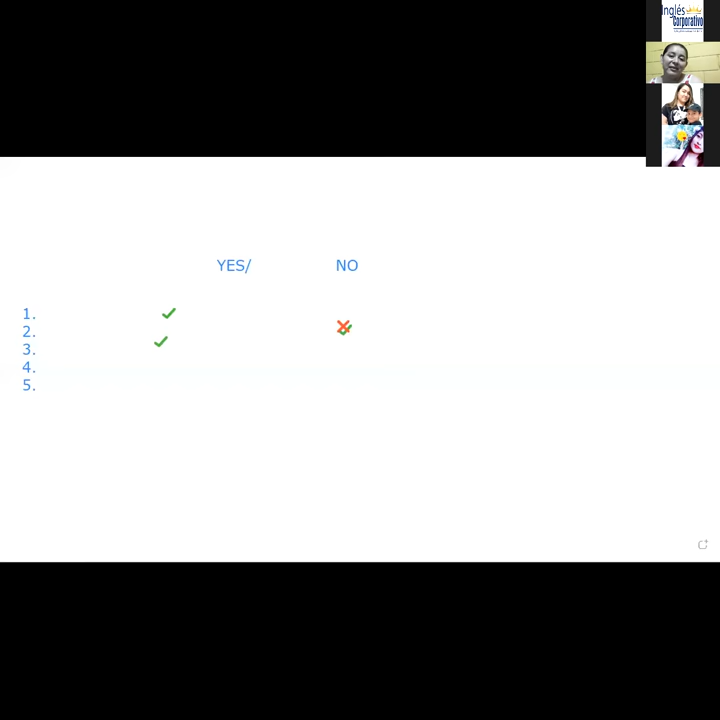 Inglés
Corporativo
YES/ NO
1.
2.
3.
4.
5.